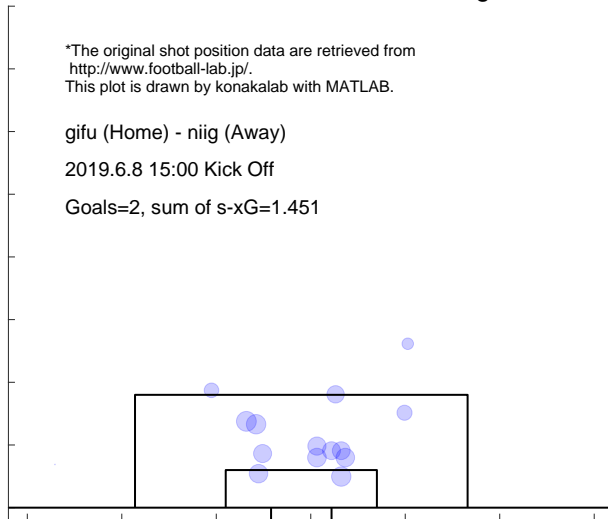 *The original shot position data are retrieved from
http://www.football-lab.jp/.
This plot is drawn by konakalab with MATLAB.
gifu (Home) - niig (Away)
2019.6.8 15:00 Kick Off
Goals=2, sum of s-xG=1.451